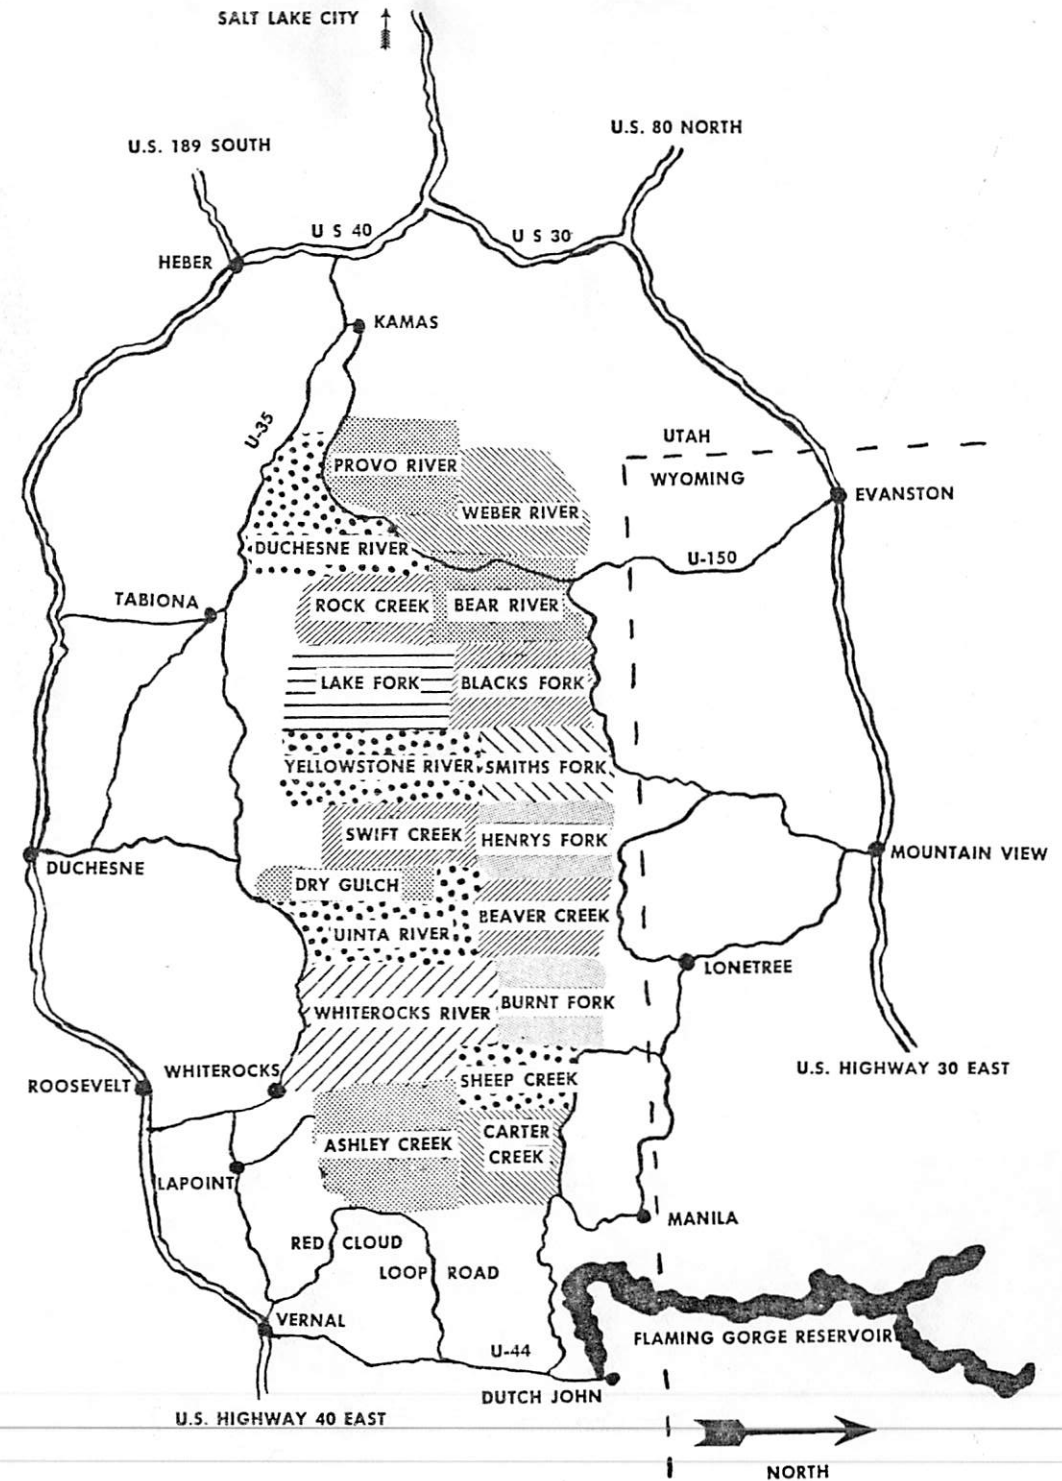 SALT LAKE CITY
U.S. 80 NORTH
U.S. 189 SOUTH
U S 40
U S 30
HEBER
KAMAS
U-35
UTAH
PROVO RIVER
WYOMING
EVANSTON
WEBER RIVER
DUCHESNE RIVER
U-150
TABIONA
ROCK CREEK
BEAR RIVER
LAKE FORK
BLACKS FORK
YELLOWSTONE RIVER
SMITHS FORK
SWIFT CREEK
HENRYS FORK
MOUNTAIN VIEW
DUCHESNE
DRY GULCH
BEAVER CREEK
UINTA RIVER
LONETREE
BURNT FORK
WHITEROCKS RIVER
U.S. HIGHWAY 30 EAST
WHITEROCKS
ROOSEVELT
SHEEP CREEK
CARTER
CREEK
ASHLEY CREEK
LAPOINT
MANILA
RED CLOUD
LOOP ROAD
VERNAL
FLAMING GORGE RESERVOIR
U-44
DUTCH JOHN
U.S. HIGHWAY 40 EAST
NORTH